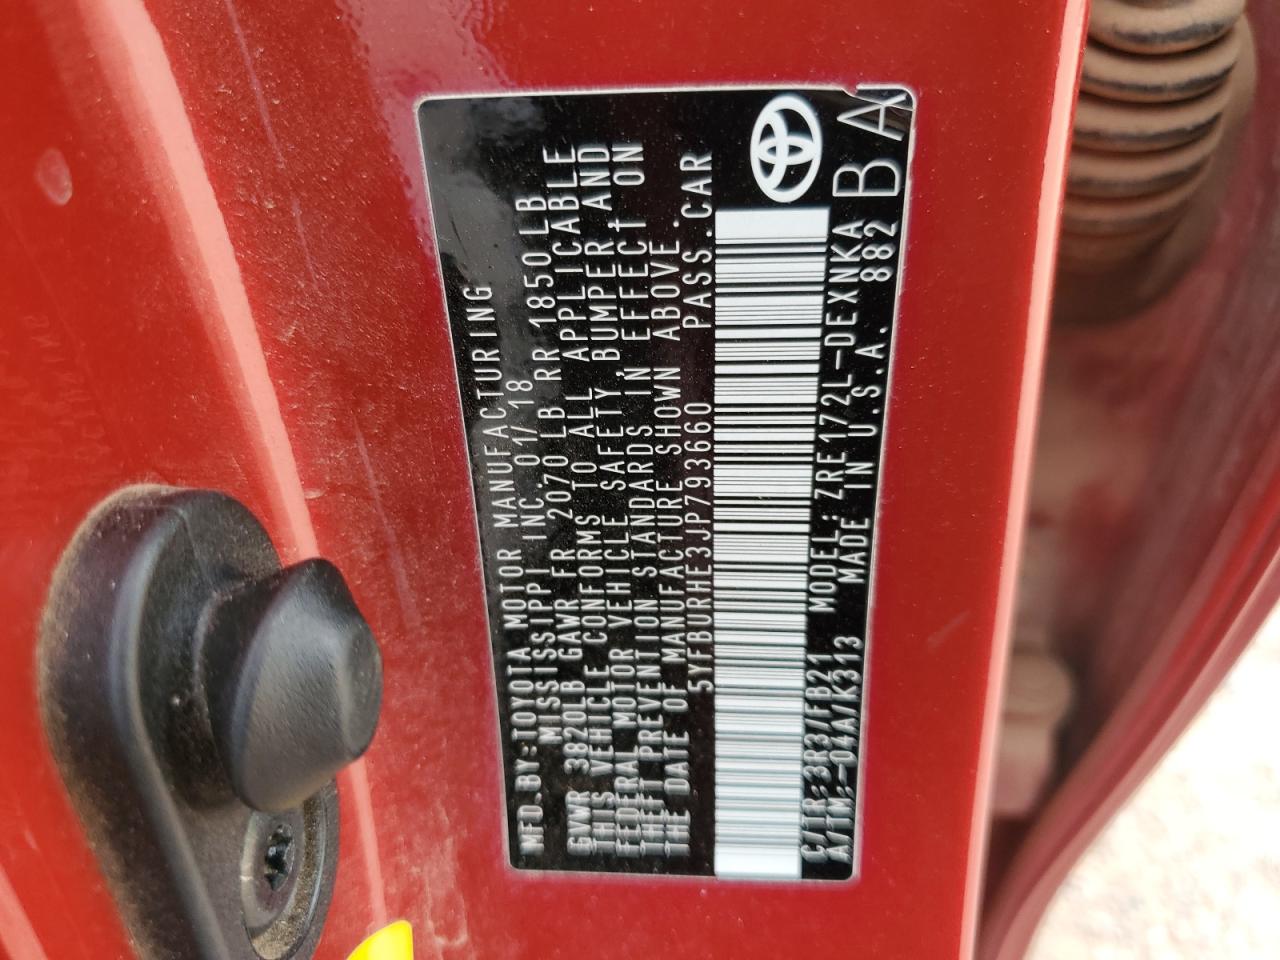 MFD.BY:TOYOTA MOTOR MANUFACTURING
MISSISSIPPI INC.01/18
GVWR 3820LB GAWR FR 2070LB RR 1850LB
THIS VEHICLE CONFORMS TO ALL APPLICABLE
FEDERAL MOTOR VEHICLE SAFETY,BUMPER,AND
THEFT PREVENTION STANDARDS IN EFFECT ON
THE DATE OF MANUFACTURE SHOWN ABOVE.
5YFBURHE3JP793660 PASS.CAR
C/TR:3R3/FB21 MODEL:ZRE172L-DEXNKA
A/TM:-04A/K313 MADE IN U.S.A. 882
BA
B